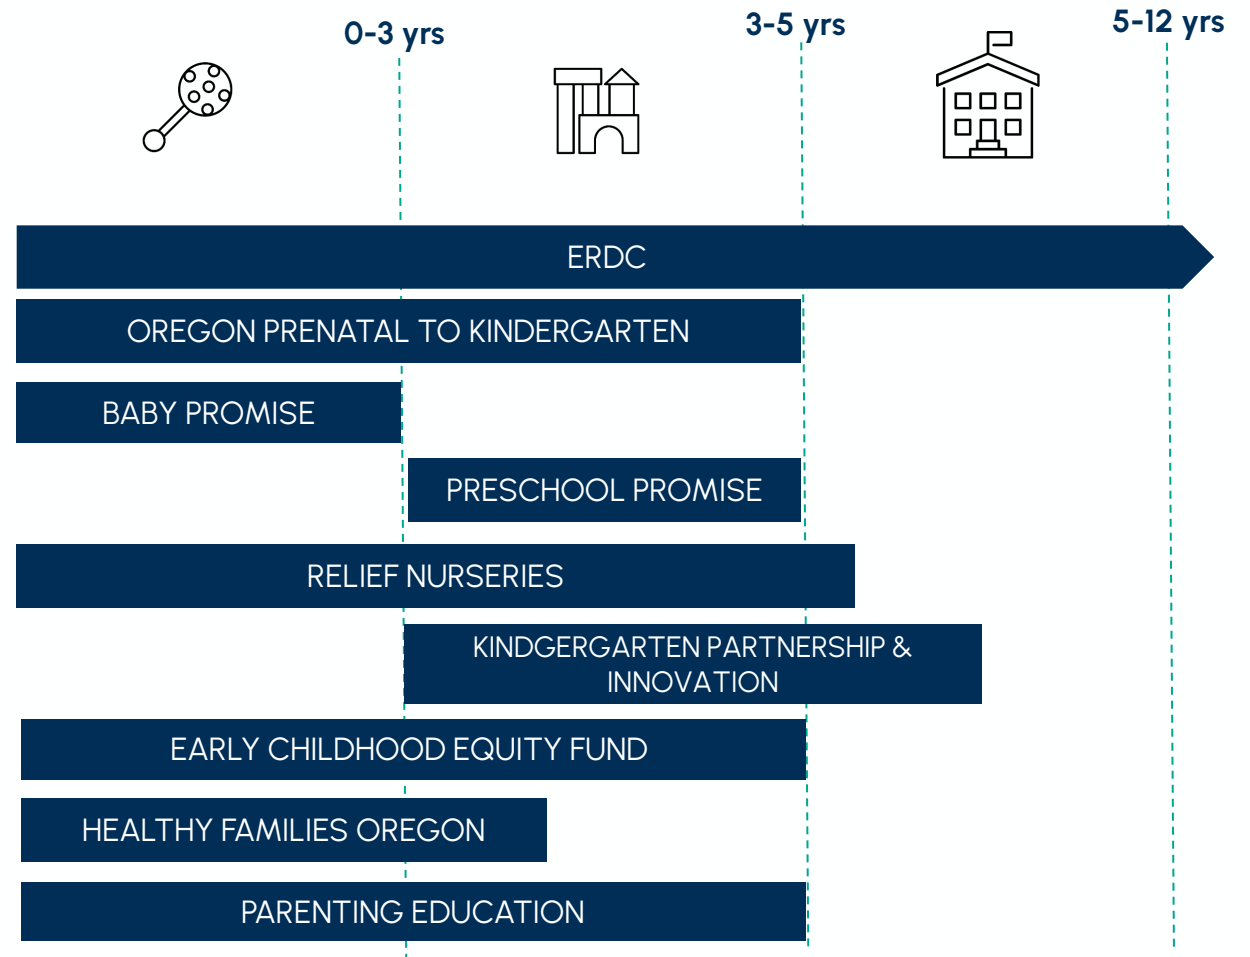 0-3 yrs
3-5 yrs
5-12 yrs
ERDC
OREGON PRENATAL TO KINDERGARTEN
BABY PROMISE
PRESCHOOL PROMISE
RELIEF NURSERIES
KINDGERGARTEN PARTNERSHIP &
INNOVATION
EARLY CHILDHOOD EQUITY FUND
HEALTHY FAMILIES OREGON
PARENTING EDUCATION